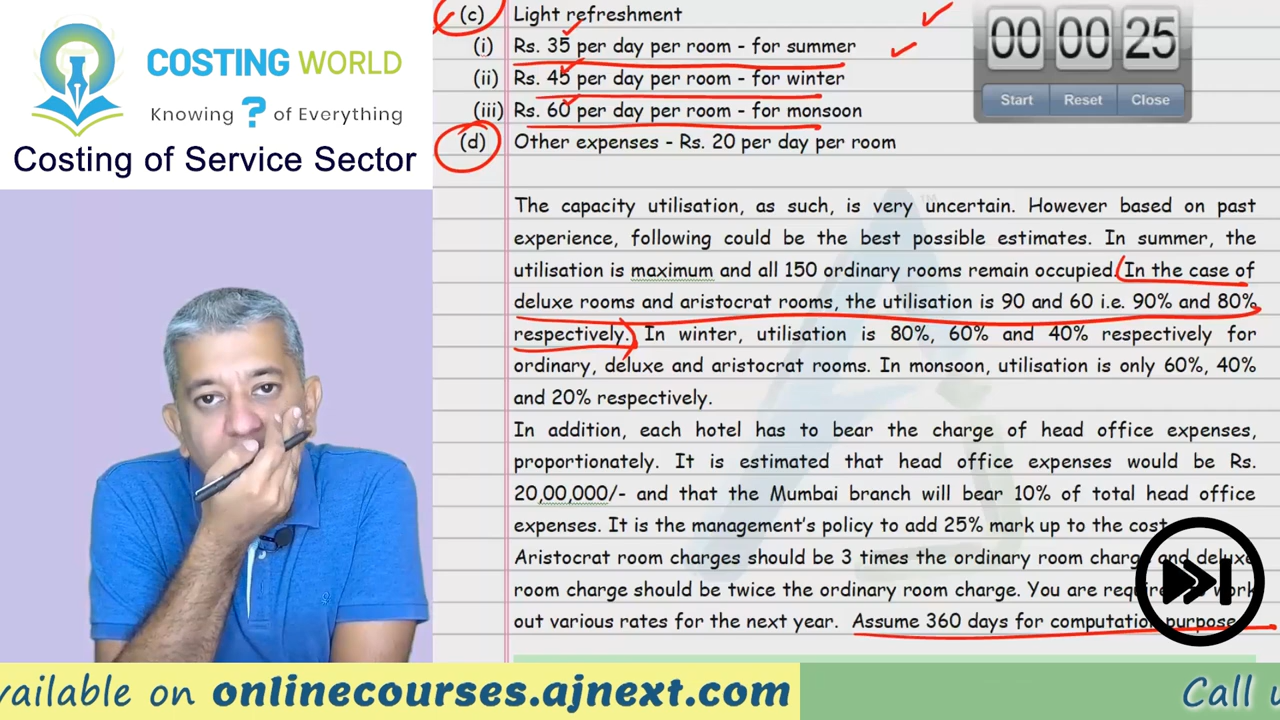 COSTING WORLD
Knowing ? of Everything
Costing of Service Sector
(c) Light refreshment
(i) Rs. 35 per day per room - for summer
(ii) Rs. 45 per day per room - for winter
(iii) Rs. 60 per day per room - for monsoon
(d) Other expenses - Rs. 20 per day per room
00 00 25
Start Reset Close
The capacity utilisation, as such, is very uncertain. However based on past
experience, following could be the best possible estimates. In summer, the
utilisation is maximum and all 150 ordinary rooms remain occupied. In the case of
deluxe rooms and aristocrat rooms, the utilisation is 90 and 60 i.e. 90% and 80%
respectively. In winter, utilisation is 80%, 60% and 40% respectively for
ordinary, deluxe and aristocrat rooms. In monsoon, utilisation is only 60%, 40%
and 20% respectively.
In addition, each hotel has to bear the charge of head office expenses,
proportionately. It is estimated that head office expenses would be Rs.
20,00,000/- and that the Mumbai branch will bear 10% of total head office
expenses. It is the management's policy to add 25% mark up to the cost
Aristocrat room charges should be 3 times the ordinary room charge and deluxe
room charge should be twice the ordinary room charge. You are work
out various rates for the next year. Assume 360 days for computation purpose
vailable on onlinecourses.ajnext.com
Call u